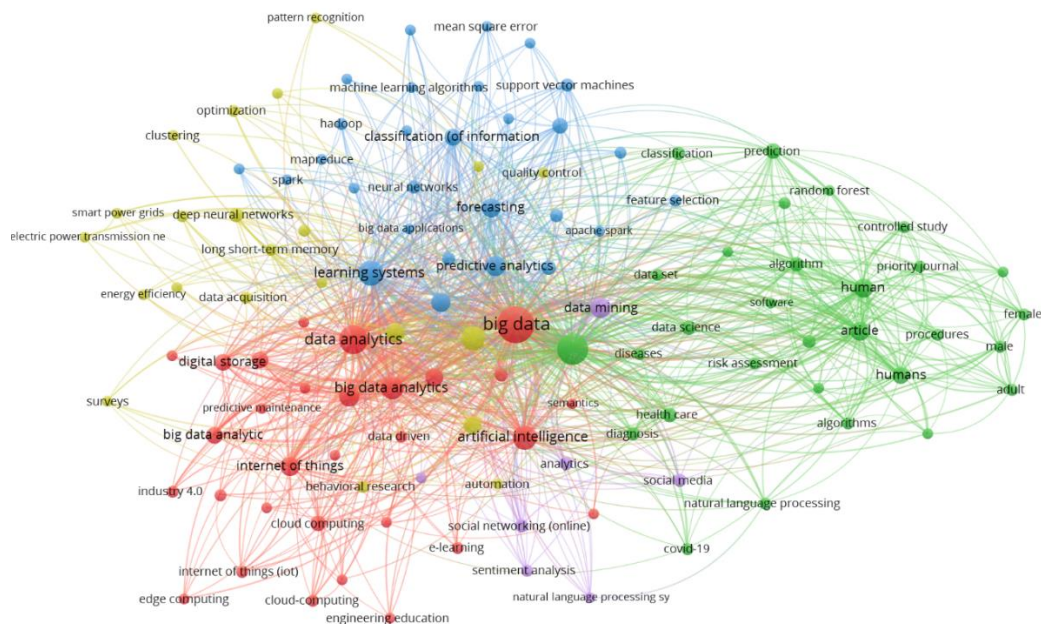 pattern recognition
mean square error
machine learning algorithms
support vector machines
optimization
hadoop
clustering
classification (of information
mapreduce
classification
prediction
quality control
spark
neural networks
random forest
feature selection
smart power grids
deep neural networks
forecasting
controlled study
big data applications
apache spark
electric power transmission ne
long short-term memory
learning systems
predictive analytics
data set
algorithm
priority journal
human
energy efficiency
data acquisition
data mining
software
female
big data
data science
article
procedures
data analytics
diseases
male
digital storage
risk assessment
humans
big data analytics
adult
surveys
predictive maintenance
semantics
health care
algorithms
big data analytic
data driven
artificial intelligence
diagnosis
internet of things
analytics
industry 4.0
behavioral research
automation
social media
natural language processing
cloud computing
social networking (online)
e-learning
covid-19
internet of things (iot)
sentiment analysis
edge computing
cloud-computing
natural language processing sy
engineering education